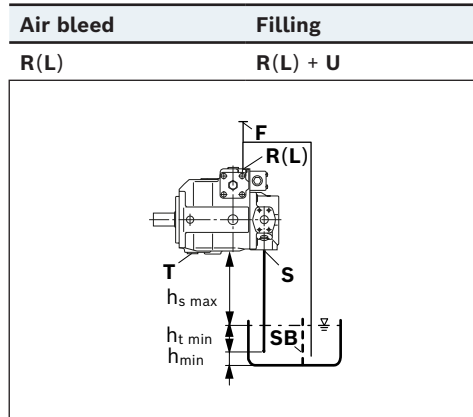 Air bleed Filling
R(L) R(L) + U
F
R(L)
T S
hs max
ht min
SB
hmin